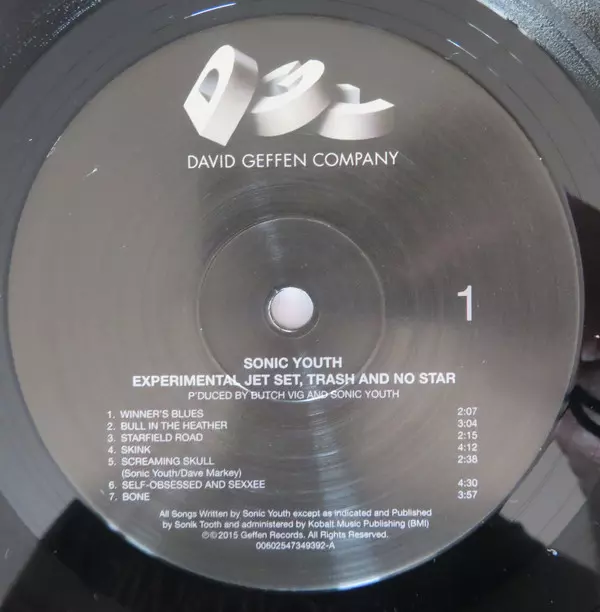 DGC
DAVID GEFFEN COMPANY
1
SONIC YOUTH
EXPERIMENTAL JET SET, TRASH AND NO STAR
P'DUCED BY BUTCH VIG AND SONIC YOUTH
1. WINNER'S BLUES 2:07
2. BULL IN THE HEATHER 3:04
3. STARFIELD ROAD 2:15
4. SKINK 4:12
5. SCREAMING SKULL 2:38
(Sonic Youth/Dave Markey)
6. SELF-OBSESSED AND SEXXEE 4:30
7. BONE 3:57
All Songs Written by Sonic Youth except as indicated and Published
by Sonik Tooth and administered by Kobalt Music Publishing (BMI)
℗©2015 Geffen Records. All Rights Reserved.
00602547349392-A